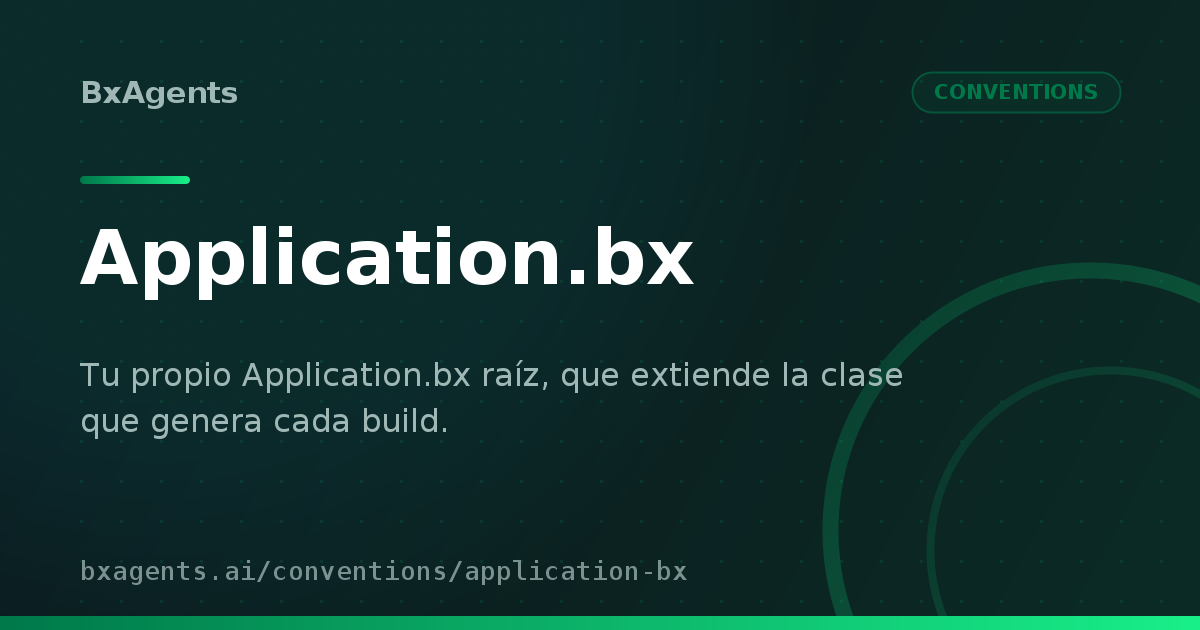 BxAgents
CONVENTIONS
Application.bx
Tu propio Application.bx raíz, que extiende la clase
que genera cada build.
bxagents.ai/conventions/application-bx